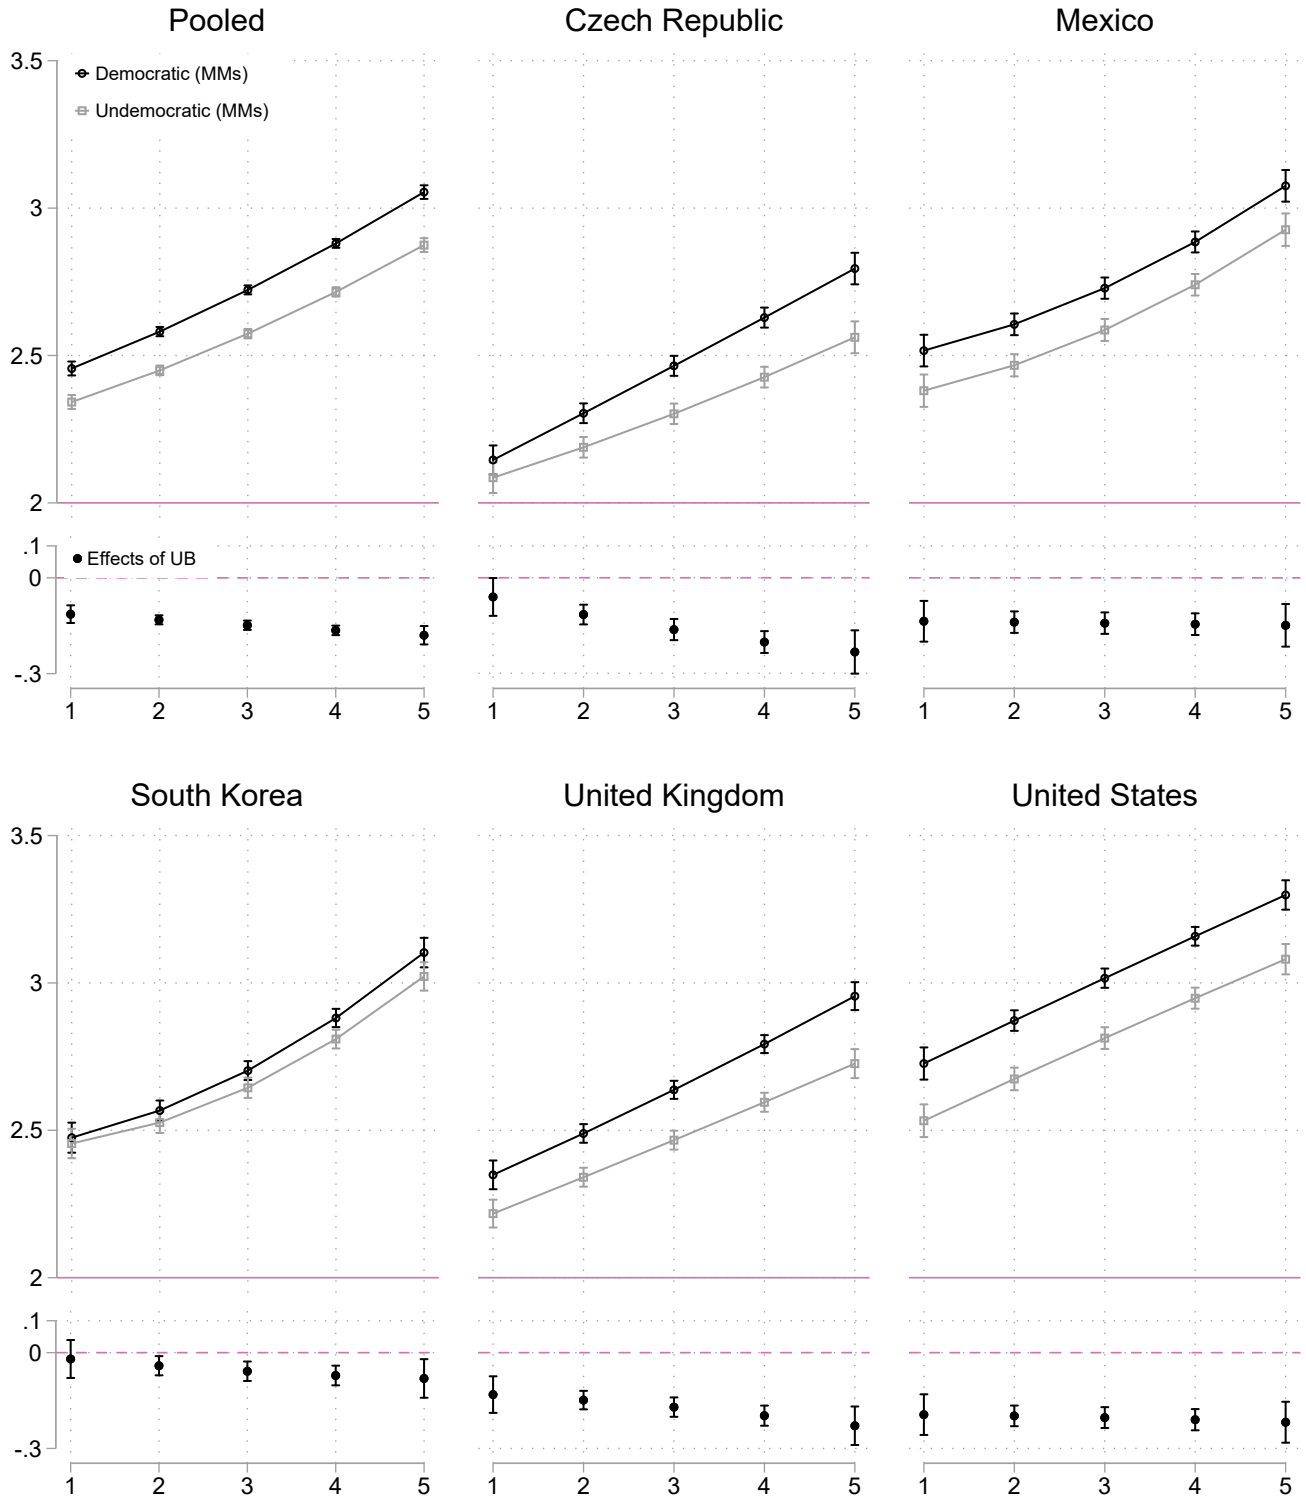 Pooled
Czech Republic
Mexico
3.5
Democratic (MMs)
Undemocratic (MMs)
3
2.5
2
.1
Effects of UB
0
-.3
1 2 3 4 5
1 2 3 4 5
1 2 3 4 5
South Korea
United Kingdom
United States
3.5
3
2.5
2
.1
0
-.3
1 2 3 4 5
1 2 3 4 5
1 2 3 4 5